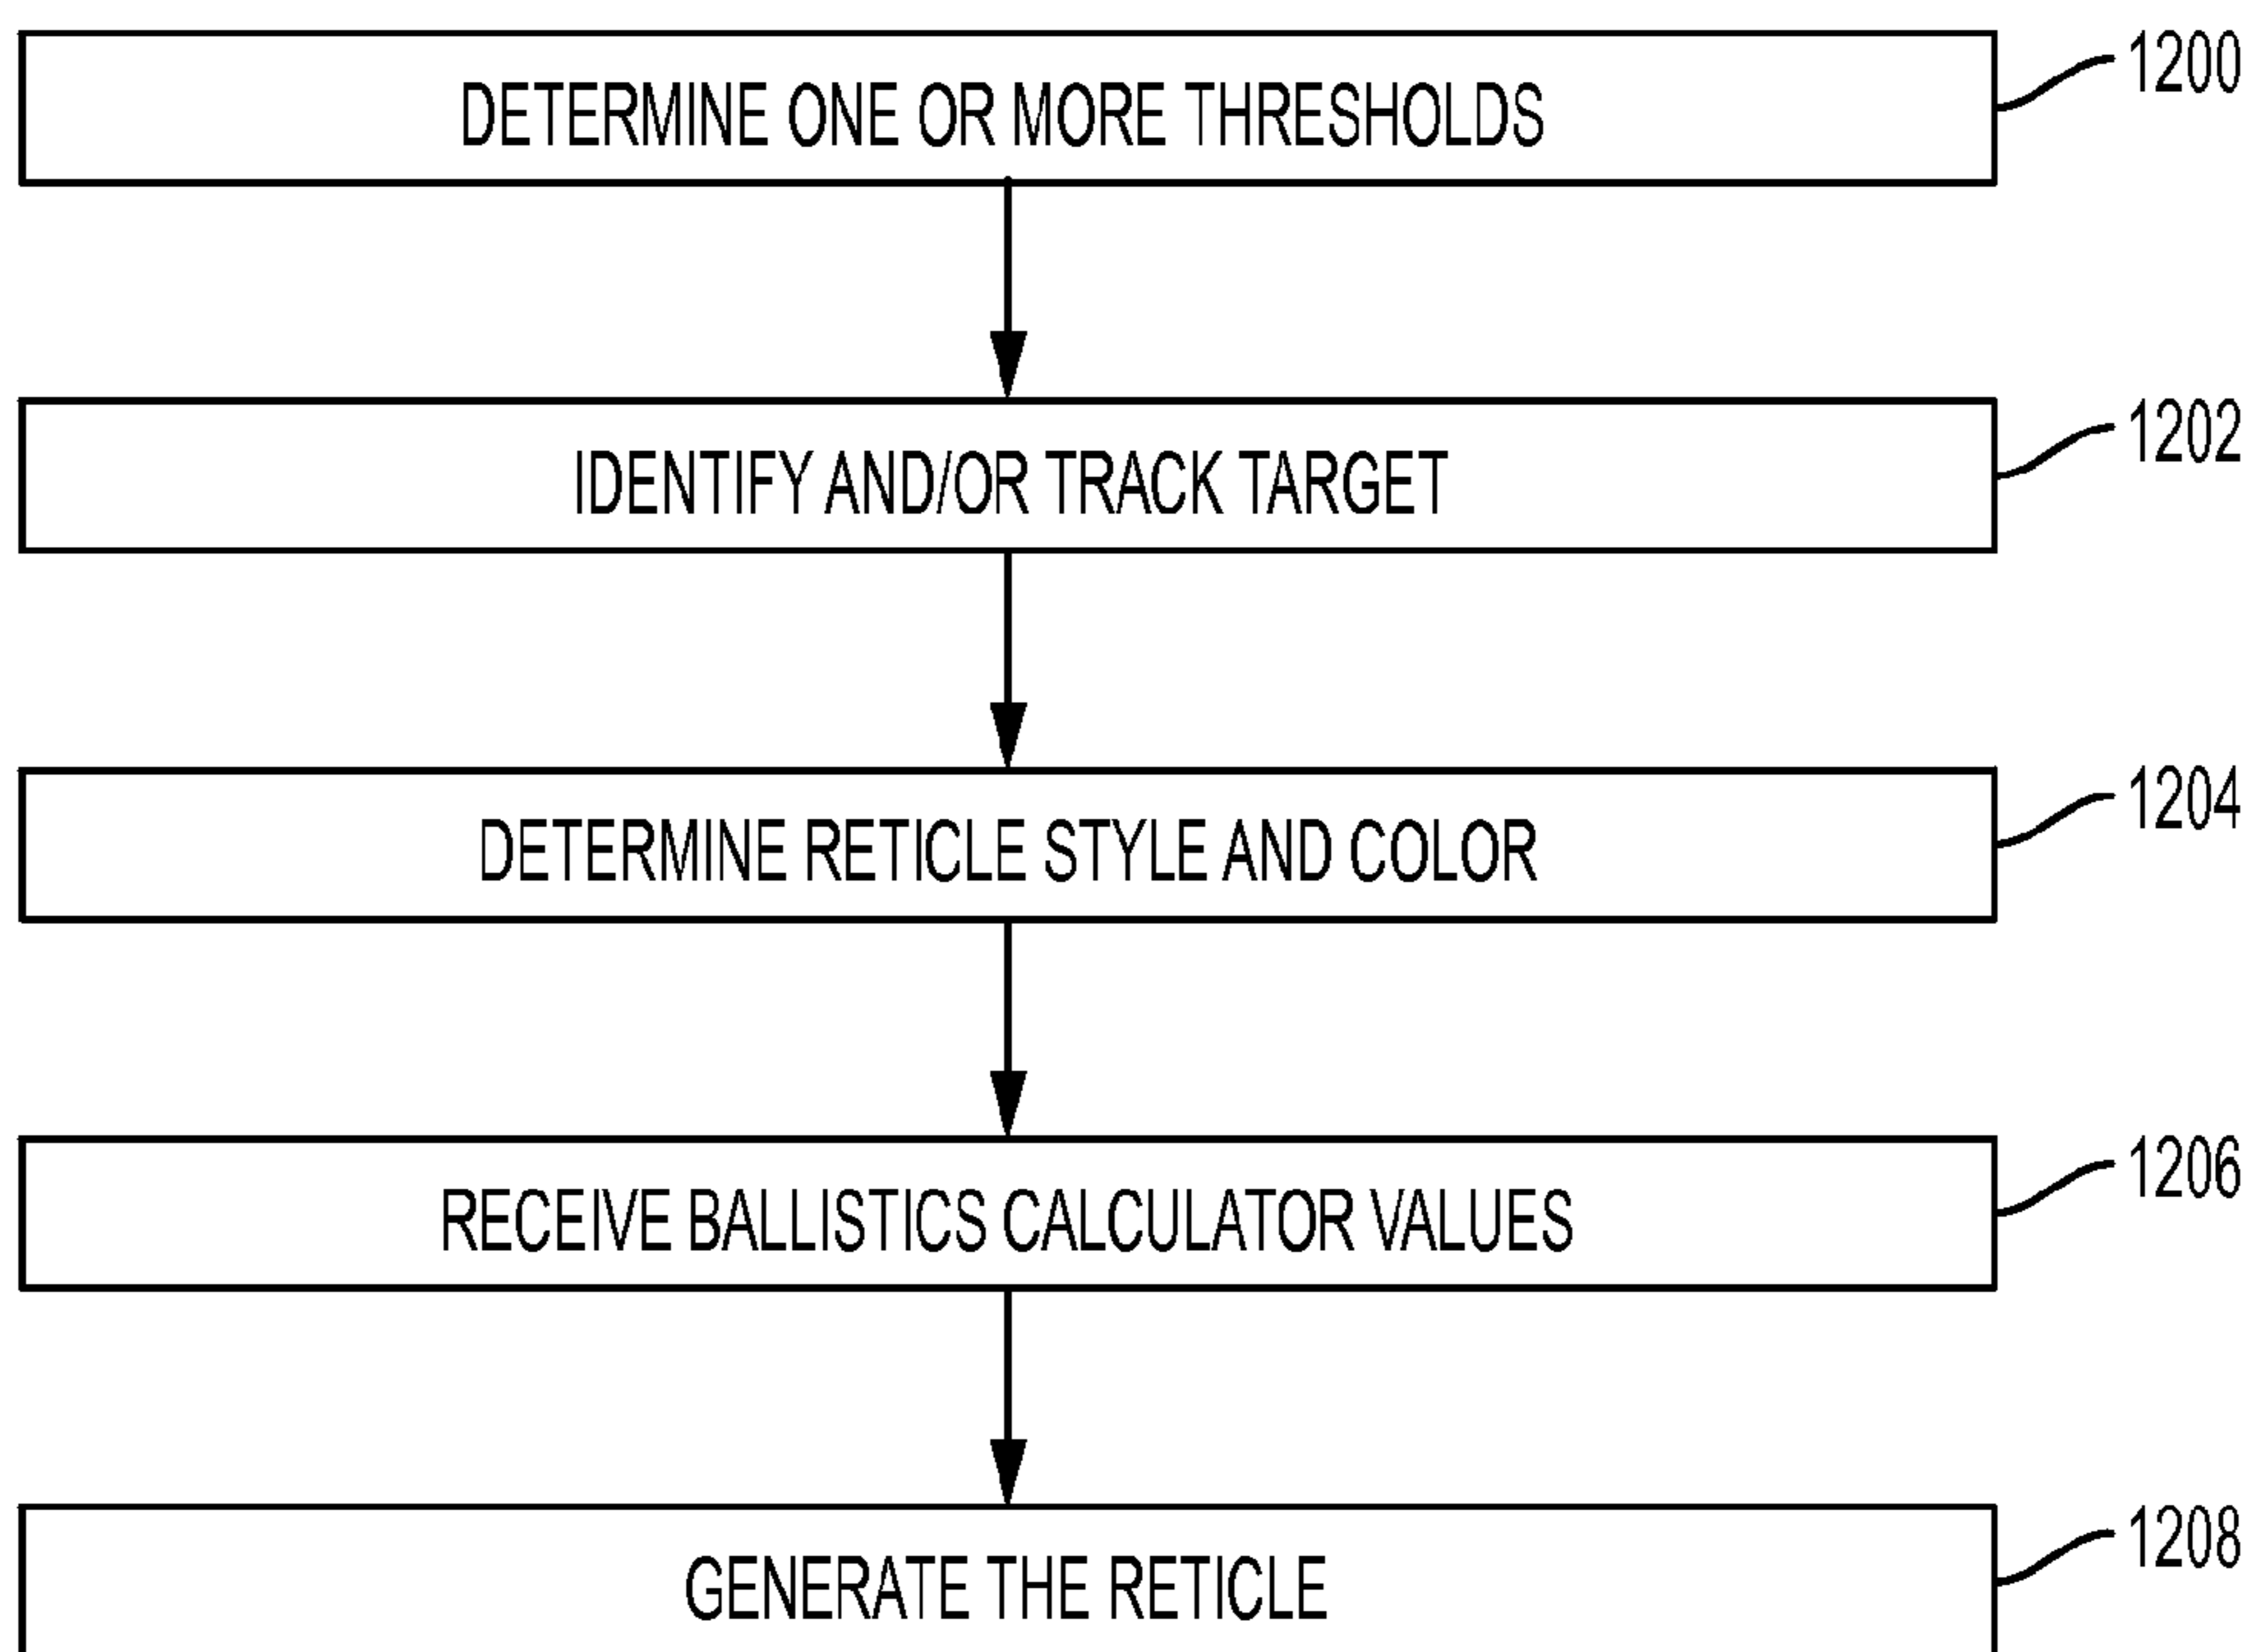 DETERMINE ONE OR MORE THRESHOLDS
1200
IDENTIFY AND/OR TRACK TARGET
1202
DETERMINE RETICLE STYLE AND COLOR
1204
RECEIVE BALLISTICS CALCULATOR VALUES
1206
GENERATE THE RETICLE
1208